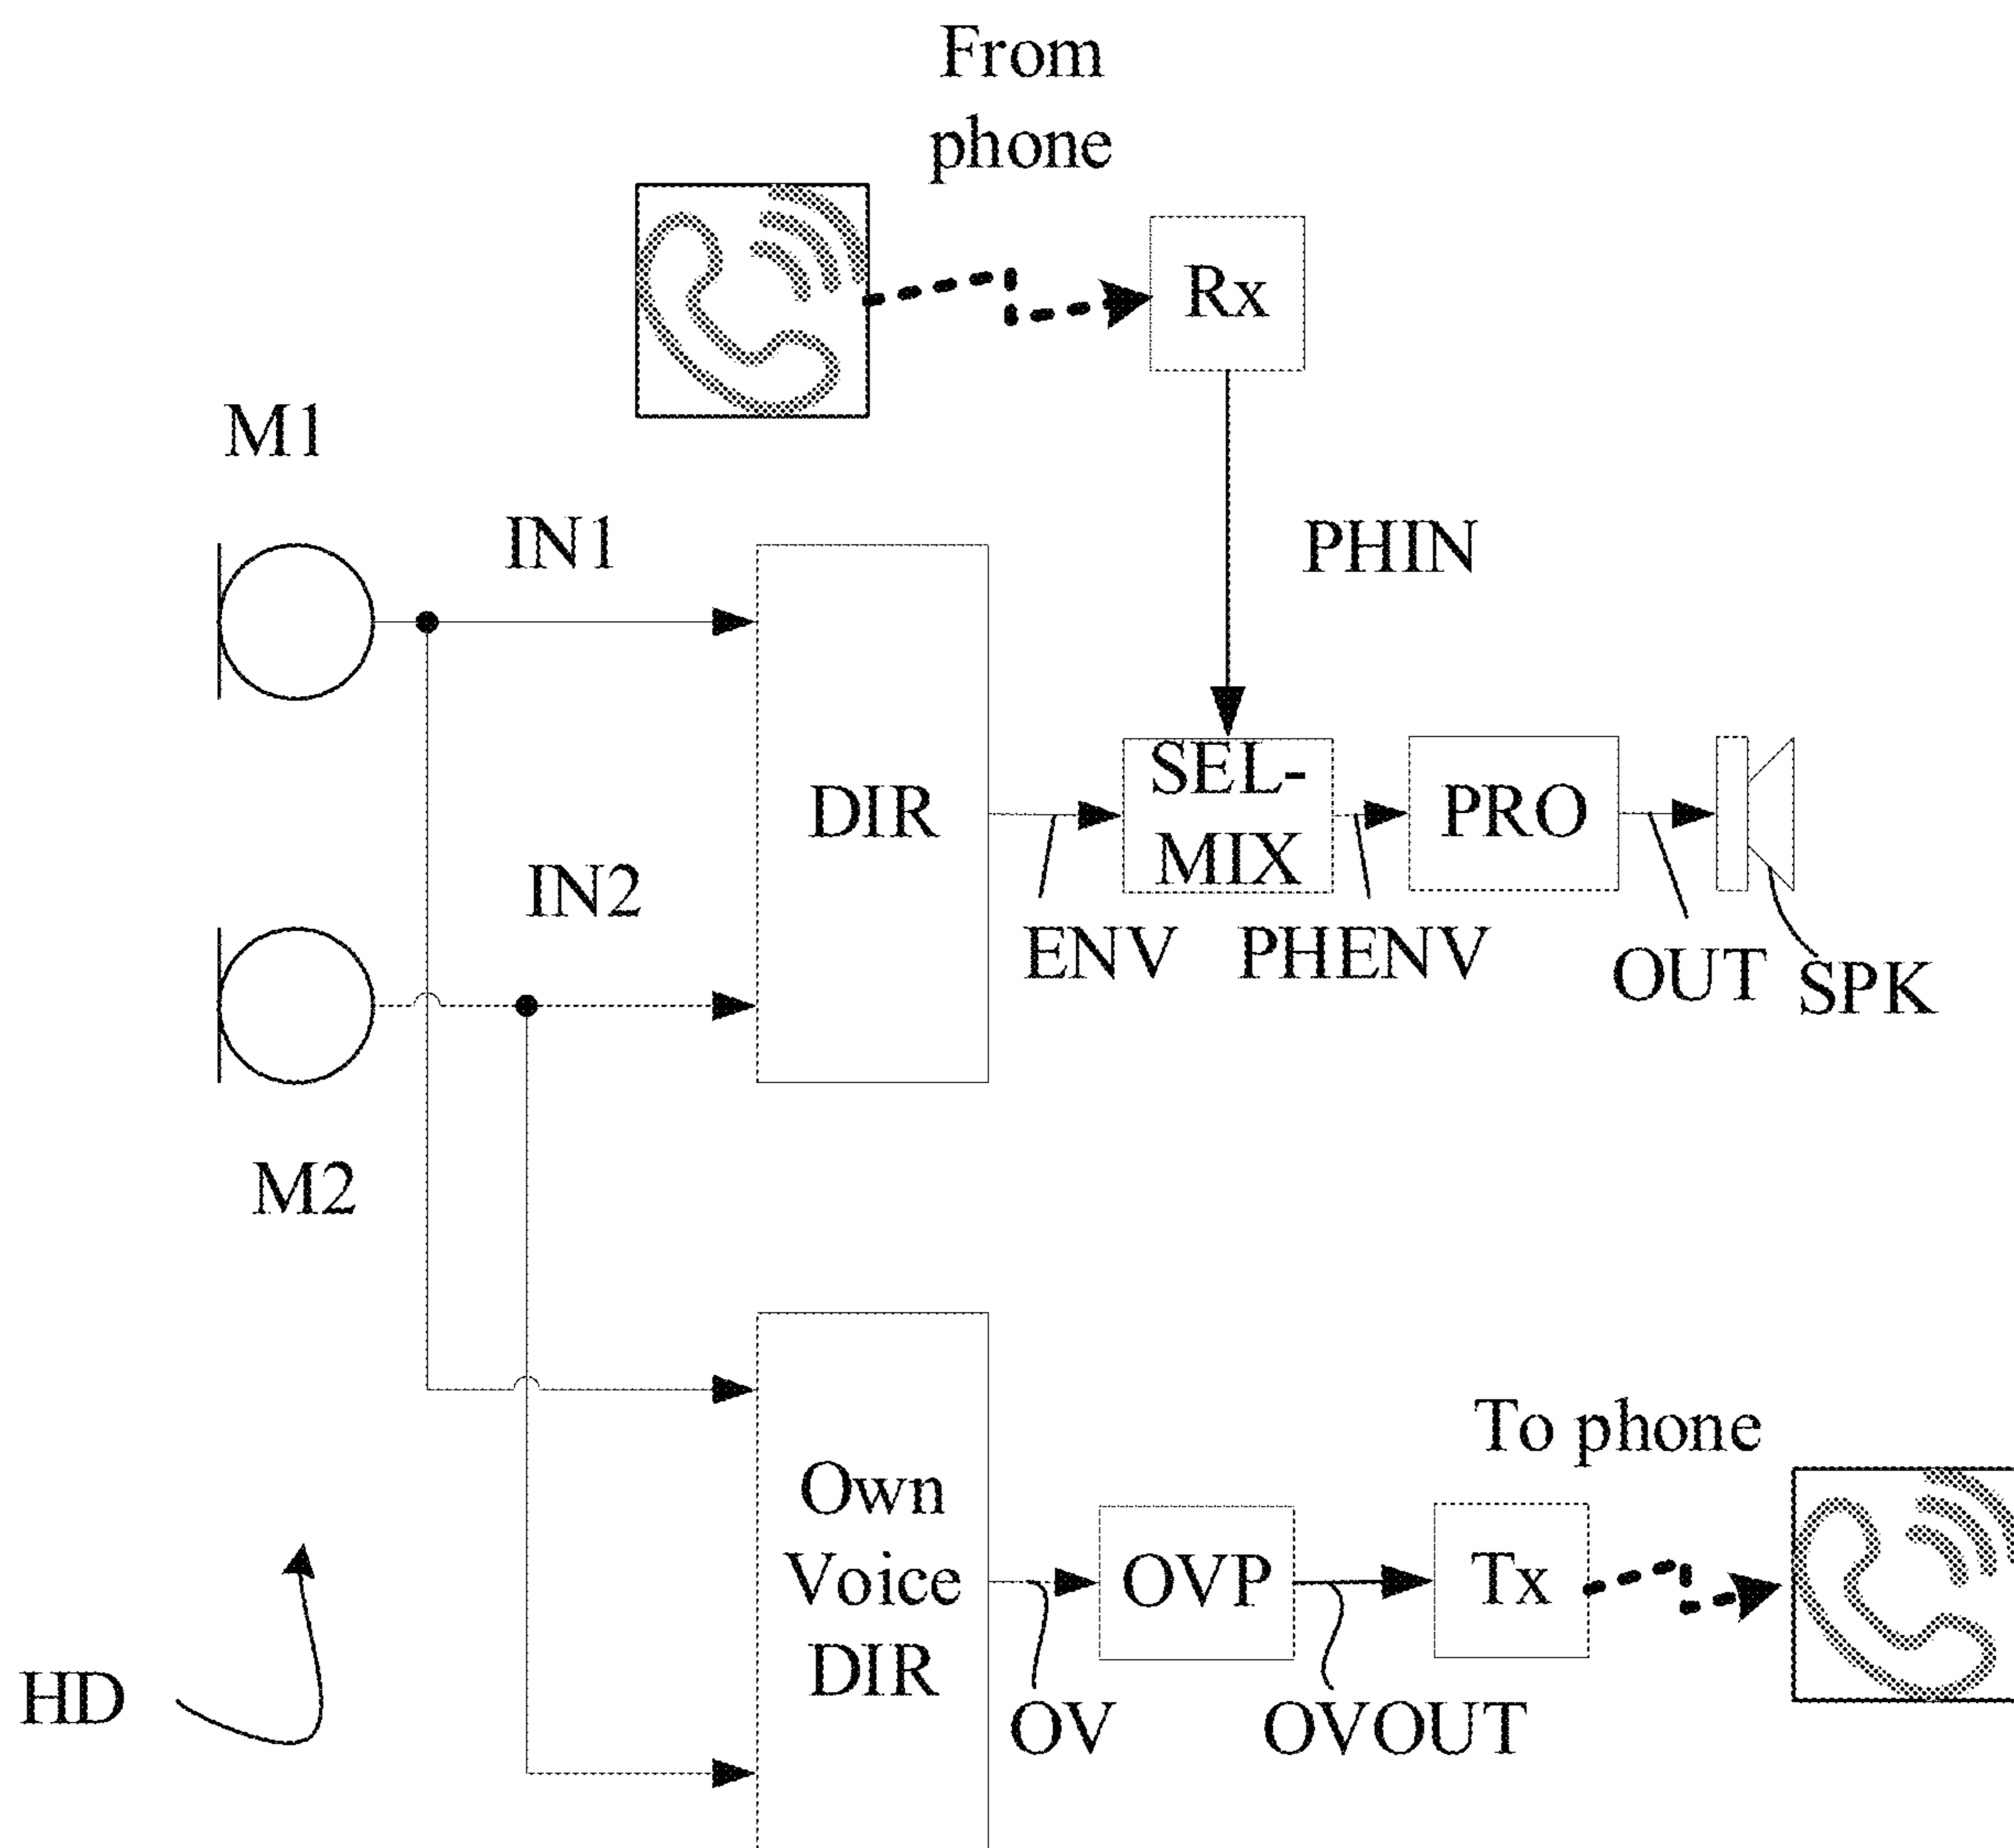 From
phone
Rx
M1
IN1
PHIN
DIR
SEL-
MIX
PRO
IN2
ENV
PHENV
OUT
SPK
M2
To phone
Own
Voice
DIR
OVP
Tx
HD
OV
OVOUT